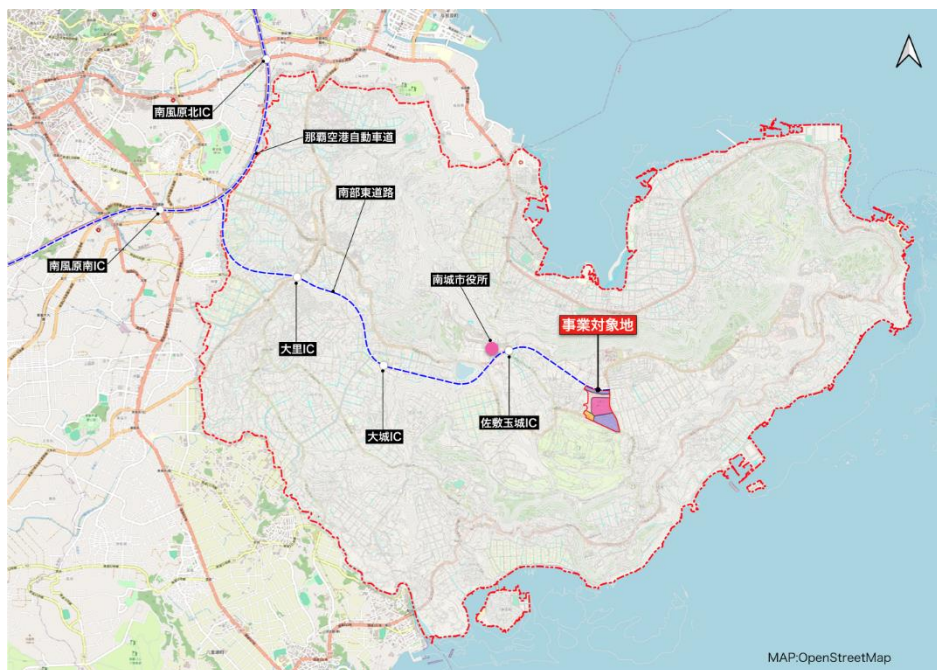 南風原北IC
那覇空港自動車道
南部東道路
南風原南IC
南城市役所
事業対象地
大里IC
大城IC
佐敷玉城IC
MAP:OpenStreetMap